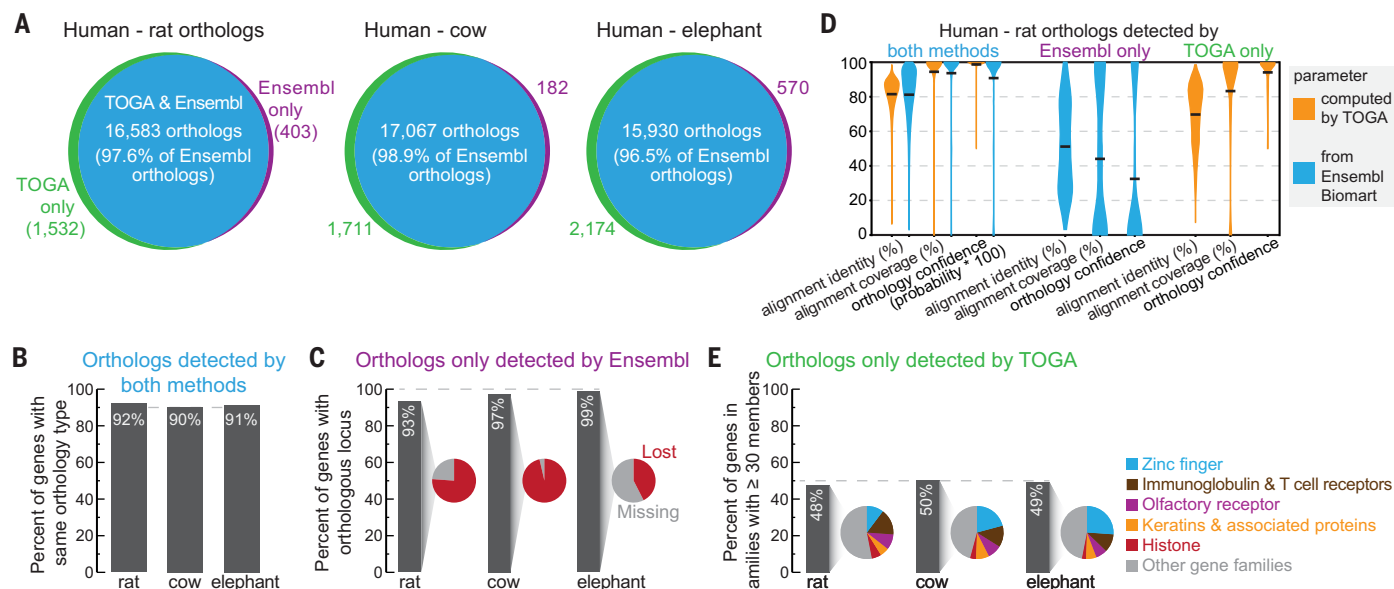 A
Human - rat orthologs
TOGA & Ensembl
16,583 orthologs
(97.6% of Ensembl
orthologs)
Ensembl
only
(403)
TOGA
only
(1,532)
Human - cow
17,067 orthologs
(98.9% of Ensembl
orthologs)
182
1,711
Human - elephant
15,930 orthologs
(96.5% of Ensembl
orthologs)
570
2,174
D
Human - rat orthologs detected by
both methods
Ensembl only
TOGA only
100
80
60
40
20
0
alignment identity (%)
alignment coverage (%)
orthology confidence
(probability * 100)
alignment identity (%)
alignment coverage (%)
orthology confidence
alignment identity (%)
alignment coverage (%)
orthology confidence
parameter
computed
by TOGA
from
Ensembl
Biomart
B
Orthologs detected by
both methods
Percent of genes with
same orthology type
100
80
60
40
20
0
92%
90%
91%
rat
cow
elephant
C
Orthologs only detected by Ensembl
Percent of genes with
orthologous locus
100
80
60
40
20
0
93%
97%
99%
Lost
Missing
rat
cow
elephant
E
Orthologs only detected by TOGA
Percent of genes in
amilies with ≥ 30 members
100
80
60
40
20
0
48%
50%
49%
rat
cow
elephant
Zinc finger
Immunoglobulin & T cell receptors
Olfactory receptor
Keratins & associated proteins
Histone
Other gene families